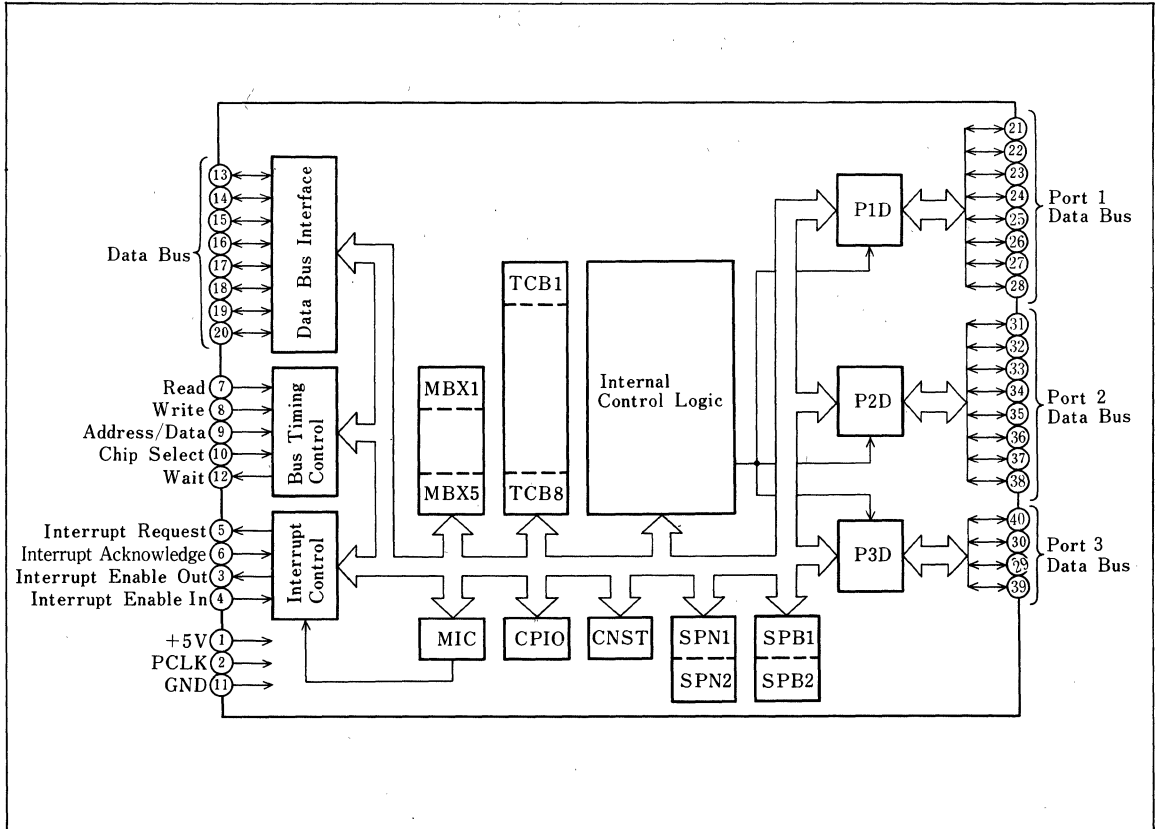 Data Bus
13
14
15
16
17
18
19
20
Data Bus Interface
Read
Write
Address/Data
Chip Select
Wait
7
8
9
10
12
Bus Timing
Control
Interrupt Request
Interrupt Acknowledge
Interrupt Enable Out
Interrupt Enable In
5
6
3
4
Interrupt
Control
+5V
PCLK
GND
1
2
11
MBX1
MBX5
TCB1
TCB8
Internal
Control Logic
MIC
CPIO
CNST
SPN1
SPN2
SPB1
SPB2
P1D
P2D
P3D
21
22
23
24
25
26
27
28
Port 1
Data Bus
31
32
33
34
35
36
37
38
Port 2
Data Bus
40
30
29
39
Port 3
Data Bus